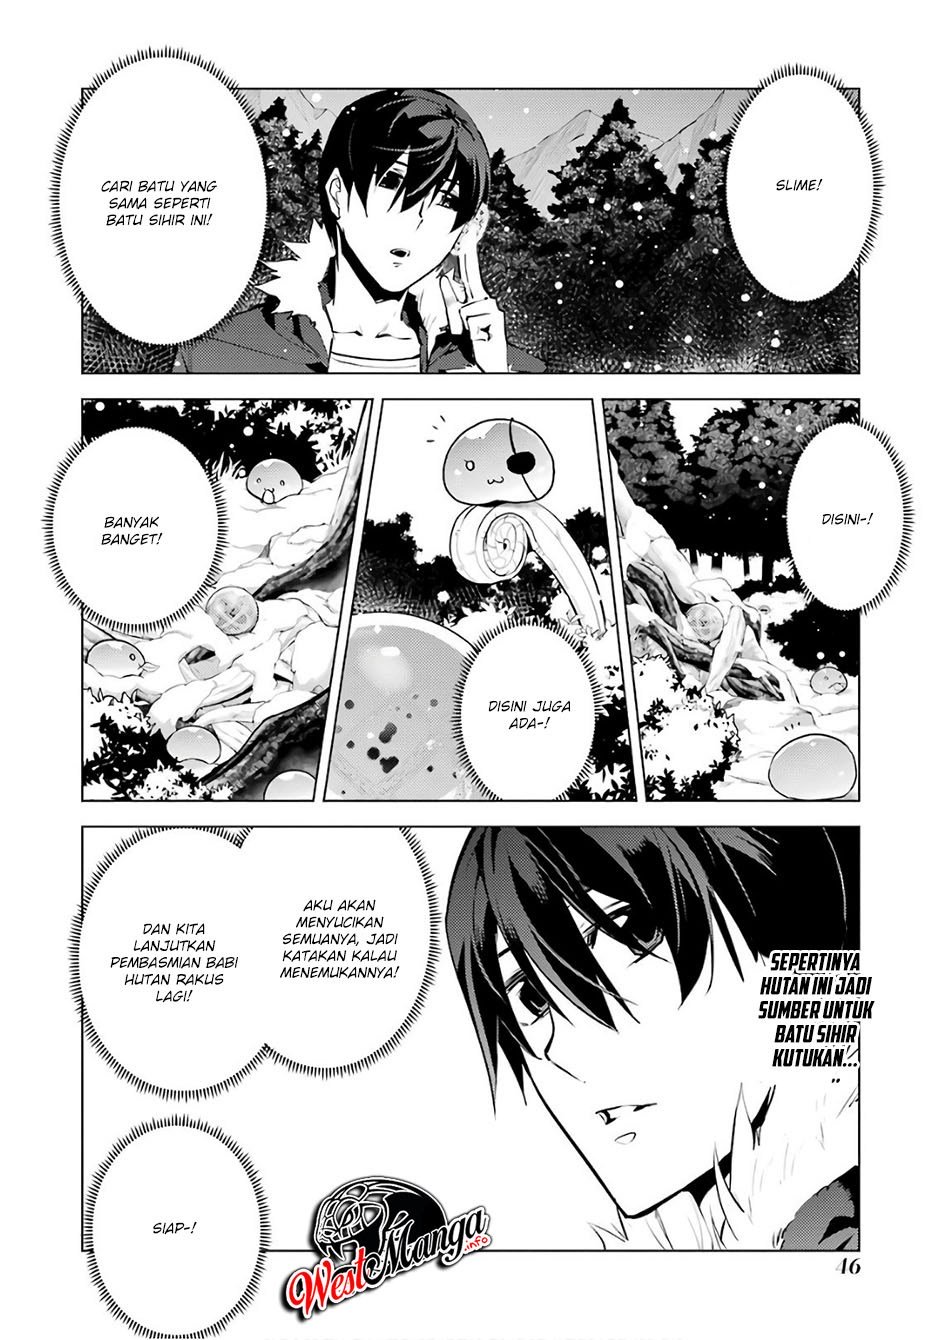 SLIME!
CARI BATU YANG
SAMA SEPERTI
BATU SIHIR INI!
DISINI-!
DISINI JUGA
ADA-!
BANYAK
BANGET!
SEPERTINYA
HUTAN INI JADI
SUMBER UNTUK
BATU SIHIR
KUTUKAN...
..
AKU AKAN
MENYUCIKAN
SEMUANYA, JADI
KATAKAN KALAU
MENEMUKANNYA!
DAN KITA
LANJUTKAN
PEMBASMIAN BABI
HUTAN RAKUS
LAGI!
SIAP-!
WestManga.info
46